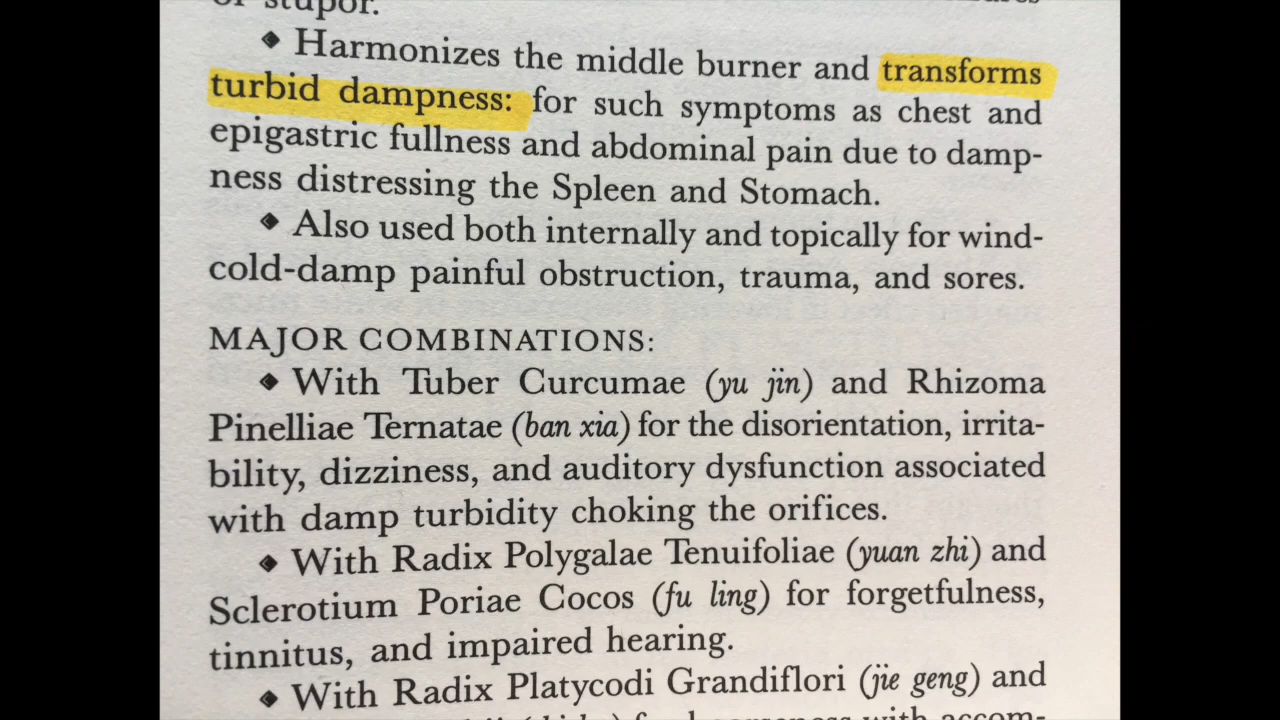 or stupor.
◆ Harmonizes the middle burner and transforms
turbid dampness: for such symptoms as chest and
epigastric fullness and abdominal pain due to damp-
ness distressing the Spleen and Stomach.
◆ Also used both internally and topically for wind-
cold-damp painful obstruction, trauma, and sores.
MAJOR COMBINATIONS:
◆ With Tuber Curcumae (yu jin) and Rhizoma
Pinelliae Ternatae (ban xia) for the disorientation, irrita-
bility, dizziness, and auditory dysfunction associated
with damp turbidity choking the orifices.
◆ With Radix Polygalae Tenuifoliae (yuan zhi) and
Sclerotium Poriae Cocos (fu ling) for forgetfulness,
tinnitus, and impaired hearing.
◆ With Radix Platycodi Grandiflori (jie geng) and
with accom-